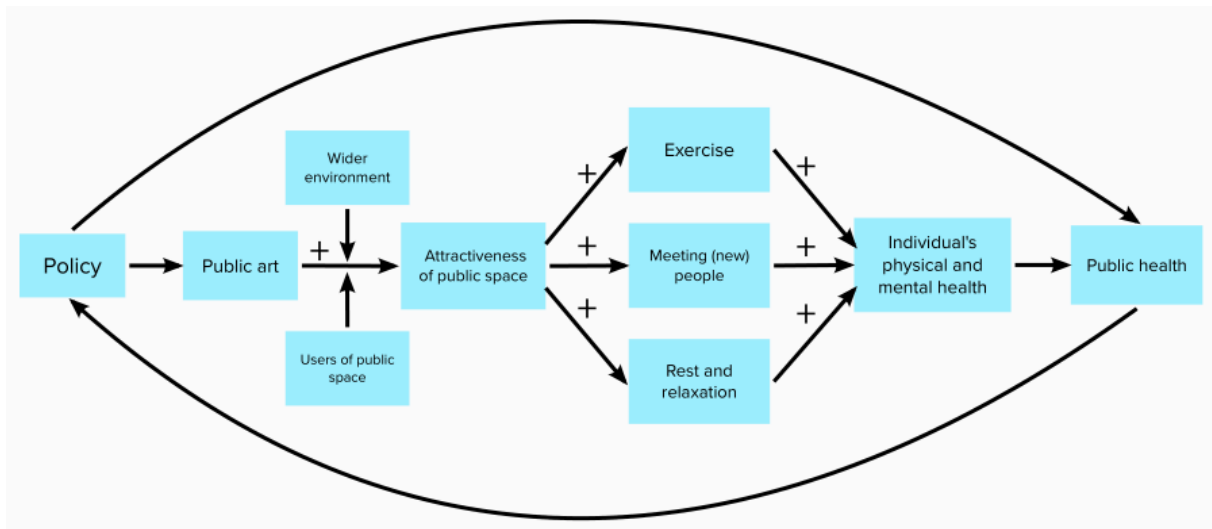 Policy
Public art
Wider
environment
+
Users of public
space
Attractiveness
of public space
+
+
+
Exercise
Meeting (new)
people
Rest and
relaxation
+
+
+
Individual's
physical and
mental health
Public health